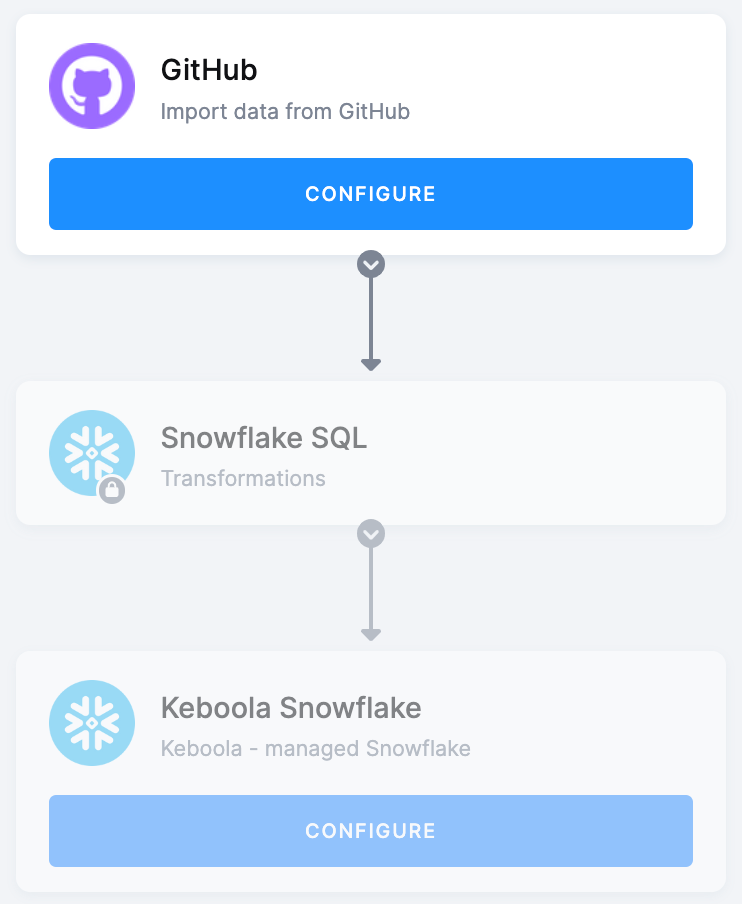 GitHub
Import data from GitHub
CONFIGURE
Snowflake SQL
Transformations
Keboola Snowflake
Keboola - managed Snowflake
CONFIGURE